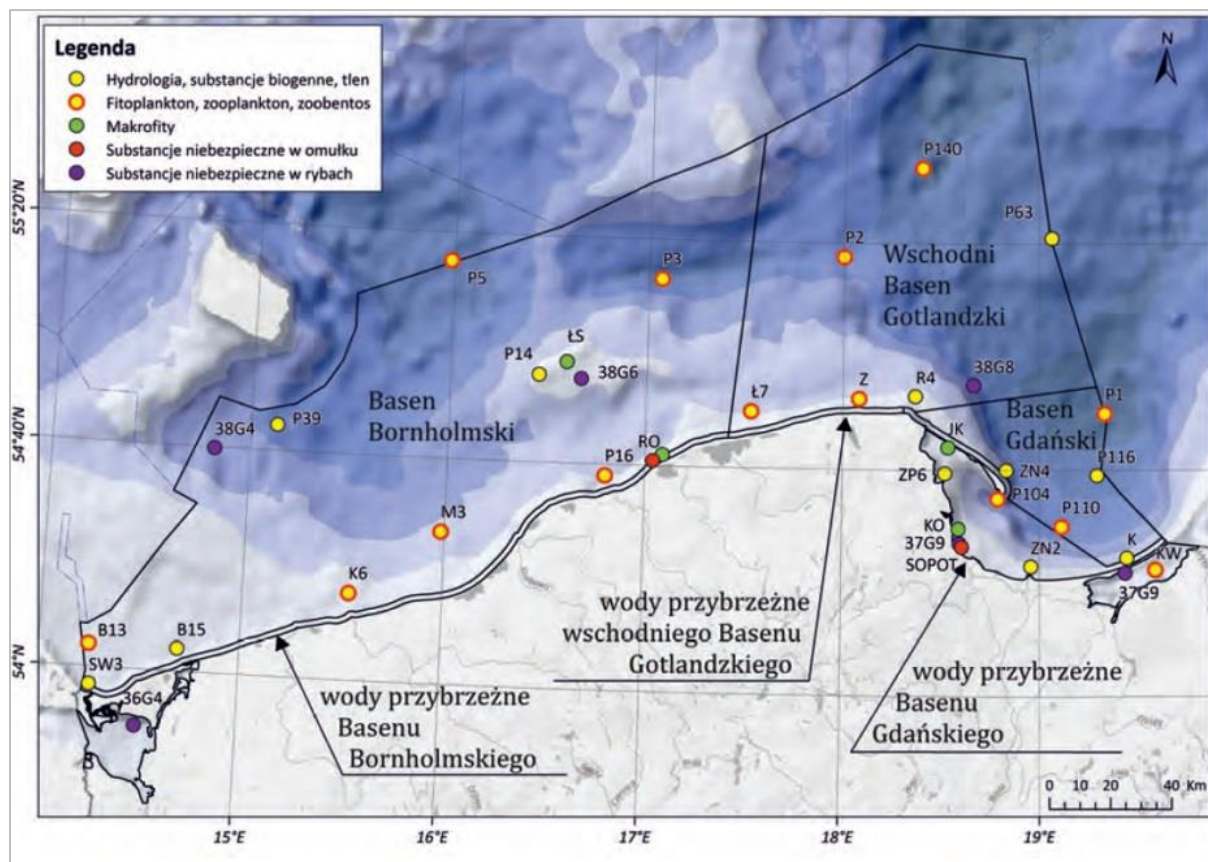 Legenda
Hydrologia, substancje biogenne, tlen
Fitoplankton, zooplankton, zoobentos
Makrofity
Substancje niebezpieczne w omułku
Substancje niebezpieczne w rybach
N
55°20'N
54°40'N
54°N
P140
P63
P2
P3
P5
Wschodni
Basen
Gotlandzki
ŁS
P14
38G6
38G8
Z
R4
Ł7
P1
Basen
Gdański
Basen
Bornholmski
P39
38G4
RO
JK
P16
ZP6
ZN4
P116
P104
P110
M3
KO
37G9
SOPOT
ZN2
K
KW
37G9
K6
B13
B15
SW3
36G4
wody przybrzeżne
wschodniego Basenu
Gotlandzkiego
wody przybrzeżne
Basenu
Gdańskiego
wody przybrzeżne
Basenu
Bornholmskiego
0 10 20 40 Km
15°E
16°E
17°E
18°E
19°E